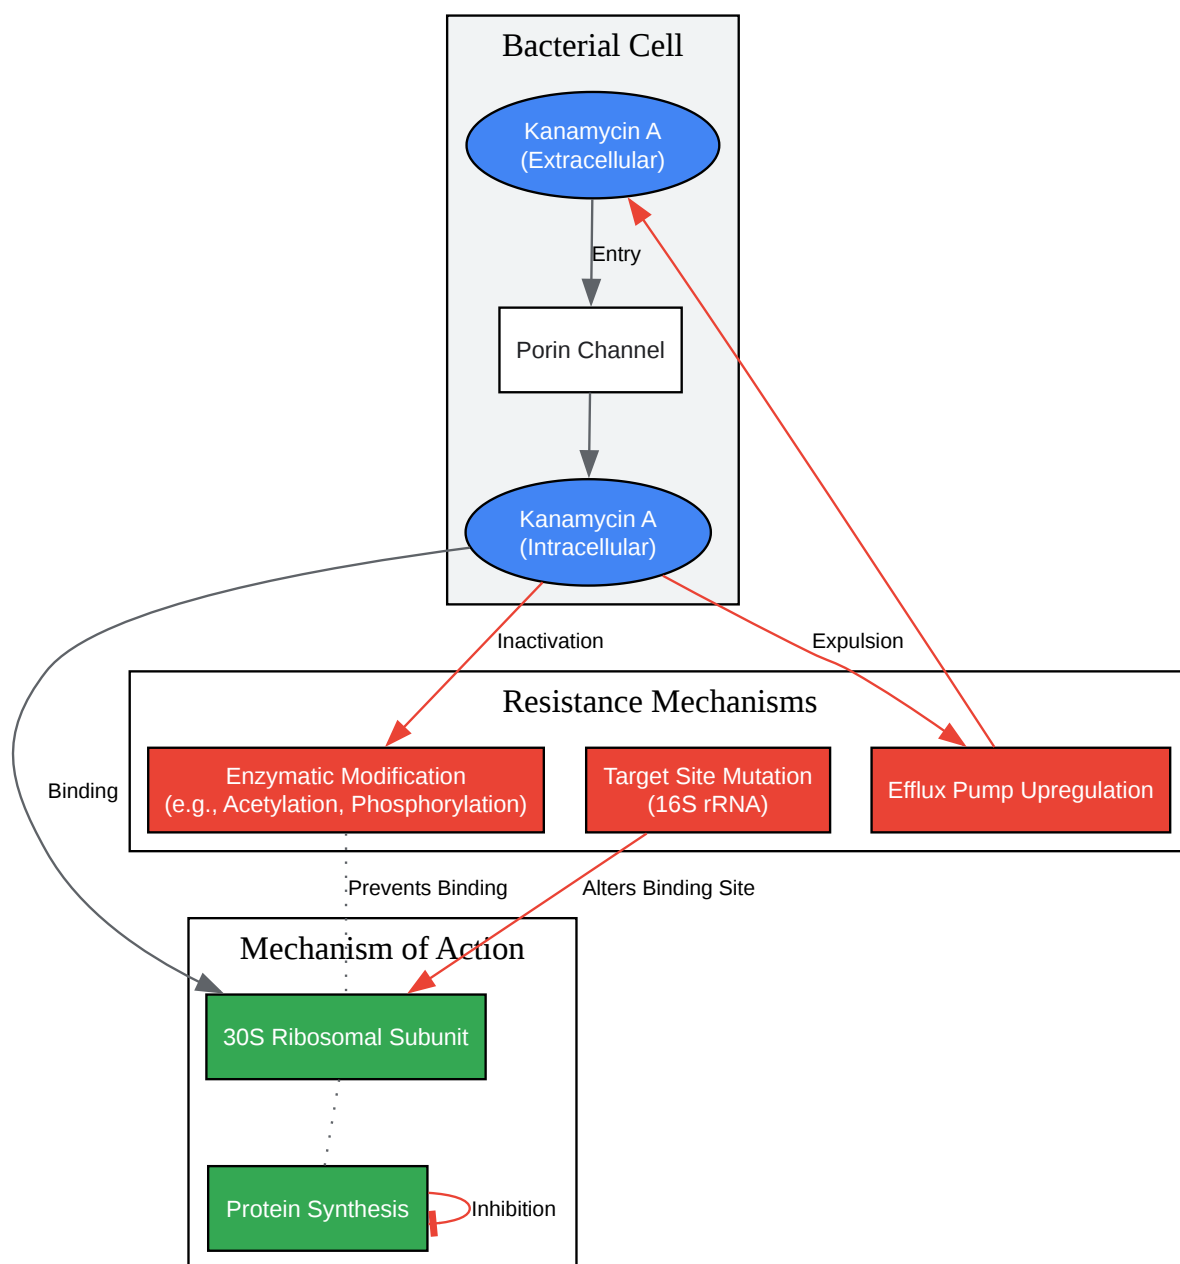 Bacterial Cell
Kanamycin A
(Extracellular)
Entry
Porin Channel
Kanamycin A
(Intracellular)
Inactivation
Expulsion
Resistance Mechanisms
Enzymatic Modification
(e.g., Acetylation, Phosphorylation)
Target Site Mutation
(16S rRNA)
Efflux Pump Upregulation
Binding
Prevents Binding
Alters Binding Site
Mechanism of Action
30S Ribosomal Subunit
Protein Synthesis
Inhibition